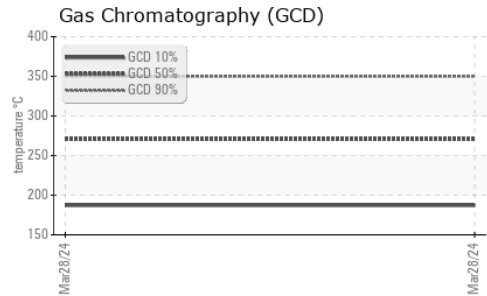 Gas Chromatography (GCD)
400
350
300
250
200
150
temperature °C
GCD 10%
GCD 50%
GCD 90%
Mar28/24
Mar28/24